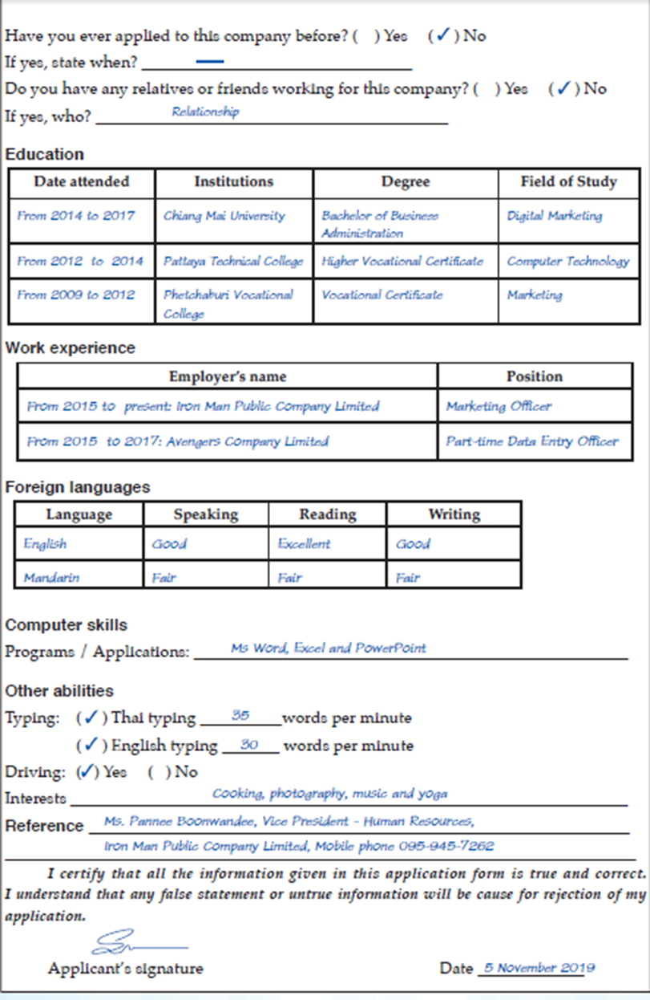 Have you ever applied to this company before? (   ) Yes   (✓) No
If yes, state when? —
Do you have any relatives or friends working for this company? (   ) Yes   (✓) No
If yes, who? Relationship
Education
Date attended   Institutions   Degree   Field of Study
From 2014 to 2017   Chiang Mai University   Bachelor of Business   Digital Marketing
Administration
From 2012 to 2014   Pattaya Technical College   Higher Vocational Certificate   Computer Technology
From 2009 to 2012   Phetchaburi Vocational   Vocational Certificate   Marketing
College
Work experience
Employer's name   Position
From 2015 to present: Iron Man Public Company Limited   Marketing Officer
From 2015 to 2017: Avengers Company Limited   Part-time Data Entry Officer
Foreign languages
Language   Speaking   Reading   Writing
English   Good   Excellent   Good
Mandarin   Fair   Fair   Fair
Computer skills
Programs / Applications: Ms Word, Excel and PowerPoint
Other abilities
Typing: (✓) Thai typing 35 words per minute
(✓) English typing 30 words per minute
Driving: (✓) Yes   (   ) No
Interests Cooking, photography, music and yoga
Reference Ms. Pannee Boonwandee, Vice President - Human Resources,
Iron Man Public Company Limited, Mobile phone 095-945-7262
I certify that all the information given in this application form is true and correct.
I understand that any false statement or untrue information will be cause for rejection of my
application.
Applicant's signature   Date 5 November 2019